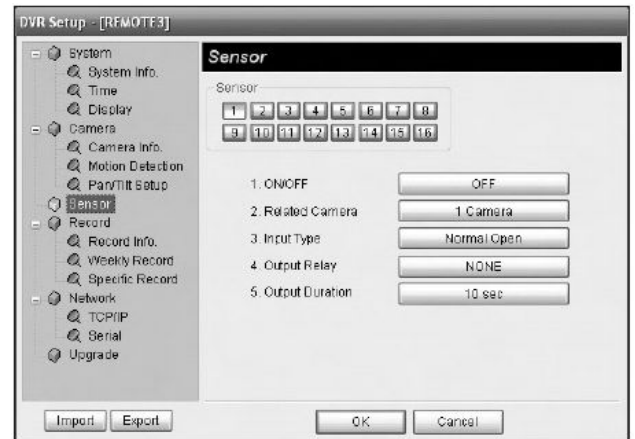 DVR Setup - [REMOTE3]
System
System Info.
Time
Display
Camera
Camera Info.
Motion Detection
Pan/Tilt Setup
Sensor
Record
Record Info.
Weekly Record
Specific Record
Network
TCP/IP
Serial
Upgrade
Import Export
Sensor
Sensor
1 2 3 4 5 6 7 8
9 10 11 12 13 14 15 16
1. ON/OFF OFF
2. Related Camera 1 Camera
3. Input Type Normal Open
4. Output Relay NONE
5. Output Duration 10 sec
OK Cancel